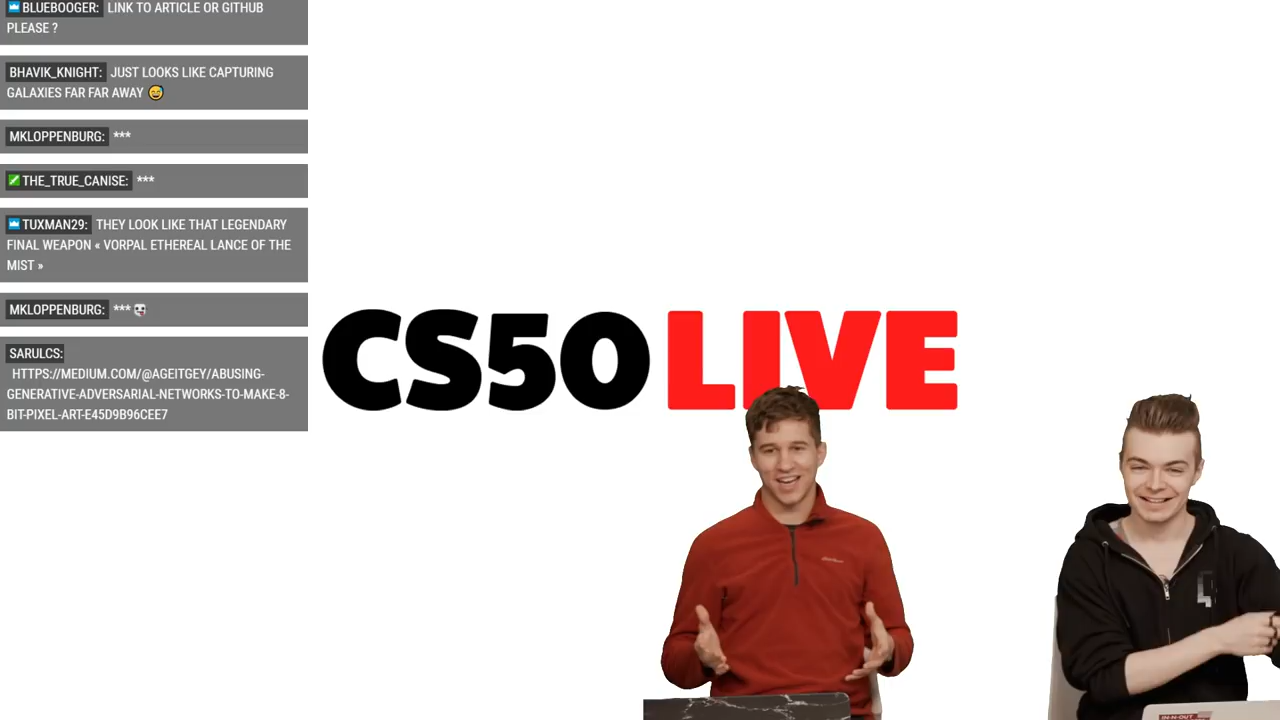 BLUEBOOGER: LINK TO ARTICLE OR GITHUB
PLEASE ?
BHAVIK_KNIGHT: JUST LOOKS LIKE CAPTURING
GALAXIES FAR FAR AWAY 😅
MKLOPPENBURG: ***
THE_TRUE_CANISE: ***
TUXMAN29: THEY LOOK LIKE THAT LEGENDARY
FINAL WEAPON « VORPAL ETHEREAL LANCE OF THE
MIST »
MKLOPPENBURG: ***
SARULCS:
HTTPS://MEDIUM.COM/@AGEITGEY/ABUSING-
GENERATIVE-ADVERSARIAL-NETWORKS-TO-MAKE-8-
BIT-PIXEL-ART-E45D9B96CEE7
CS50 LIVE
IN-N-OUT